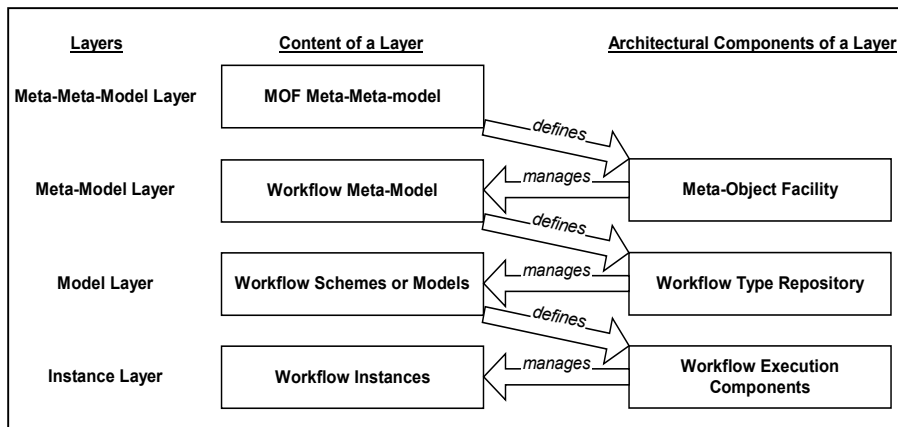 Layers
Content of a Layer
Architectural Components of a Layer
Meta-Meta-Model Layer
MOF Meta-Meta-model
defines
Meta-Model Layer
Workflow Meta-Model
manages
Meta-Object Facility
defines
Model Layer
Workflow Schemes or Models
manages
Workflow Type Repository
defines
Instance Layer
Workflow Instances
manages
Workflow Execution
Components